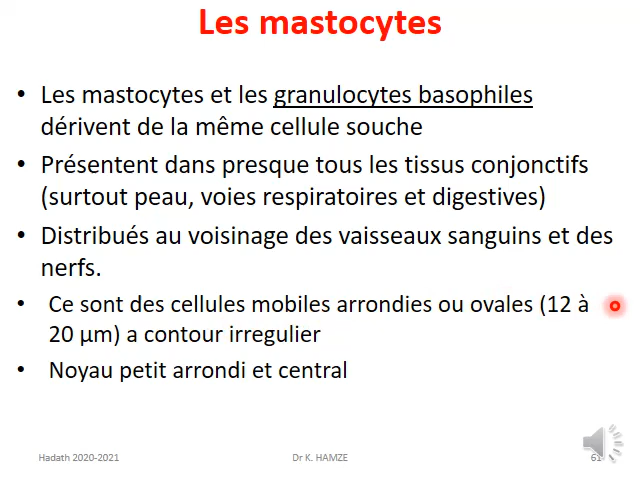 Les mastocytes
• Les mastocytes et les granulocytes basophiles
dérivent de la même cellule souche
• Présentent dans presque tous les tissus conjonctifs
(surtout peau, voies respiratoires et digestives)
• Distribués au voisinage des vaisseaux sanguins et des
nerfs.
• Ce sont des cellules mobiles arrondies ou ovales (12 à
20 µm) a contour irregulier
• Noyau petit arrondi et central
Hadath 2020-2021
Dr K. HAMZE
61